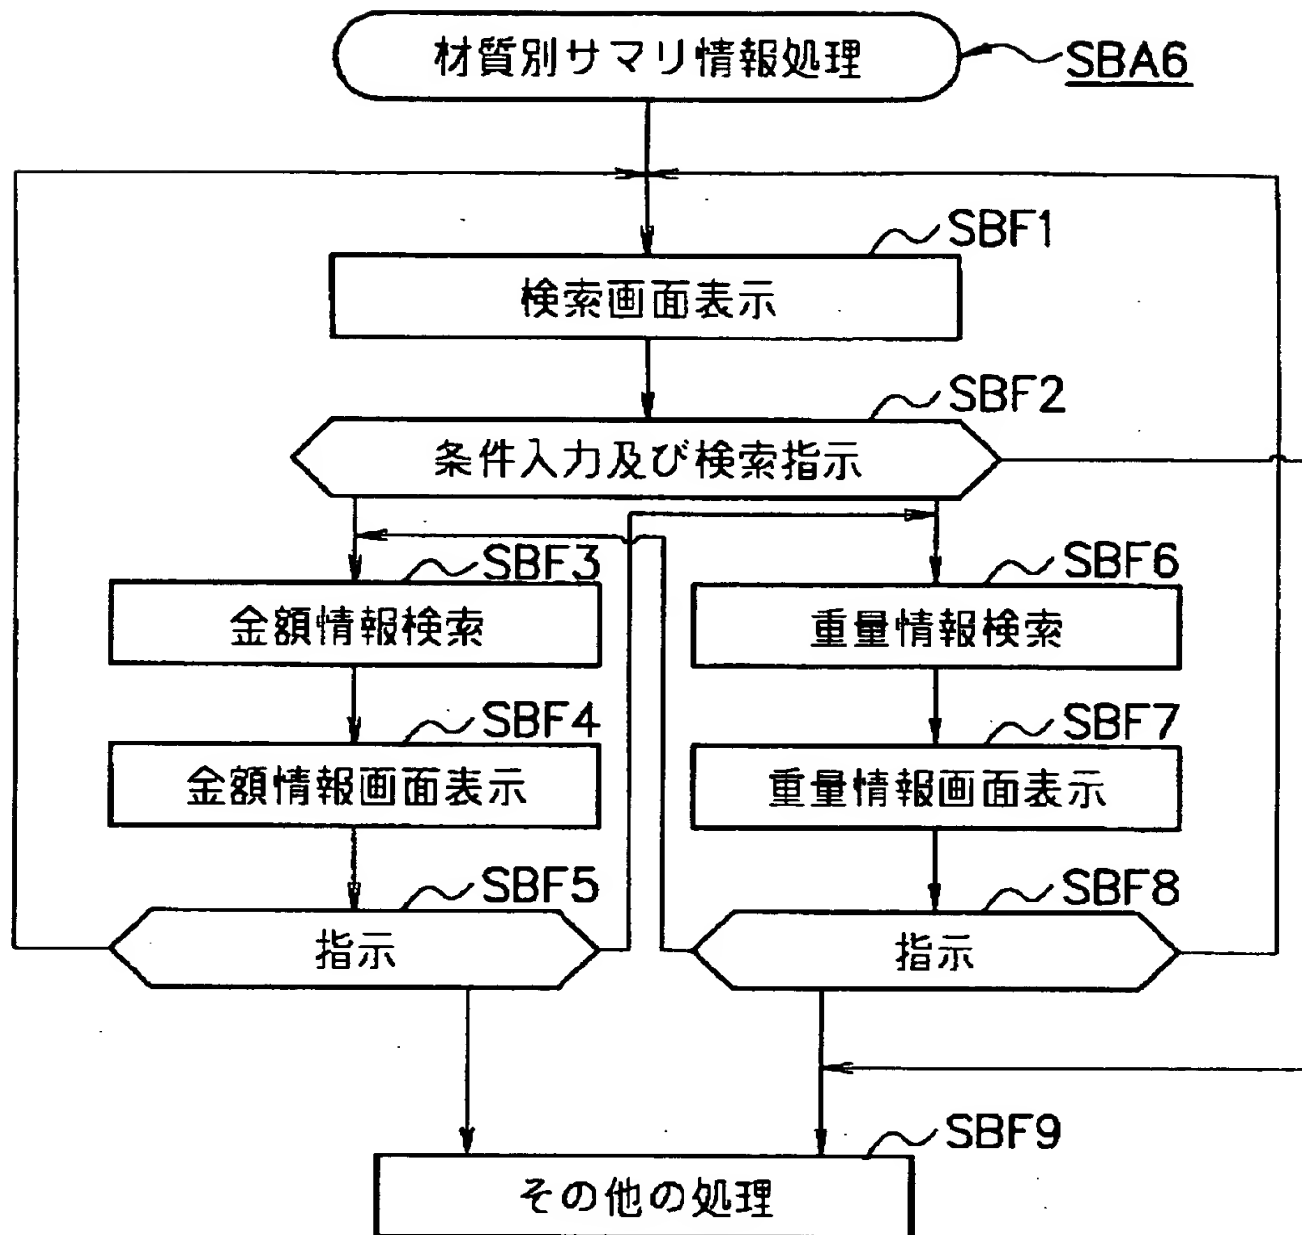 材質別サマリ情報処理
SBA6
SBF1
検索画面表示
SBF2
条件入力及び検索指示
SBF3
金額情報検索
SBF6
重量情報検索
SBF4
金額情報画面表示
SBF7
重量情報画面表示
SBF5
指示
SBF8
指示
SBF9
その他の処理